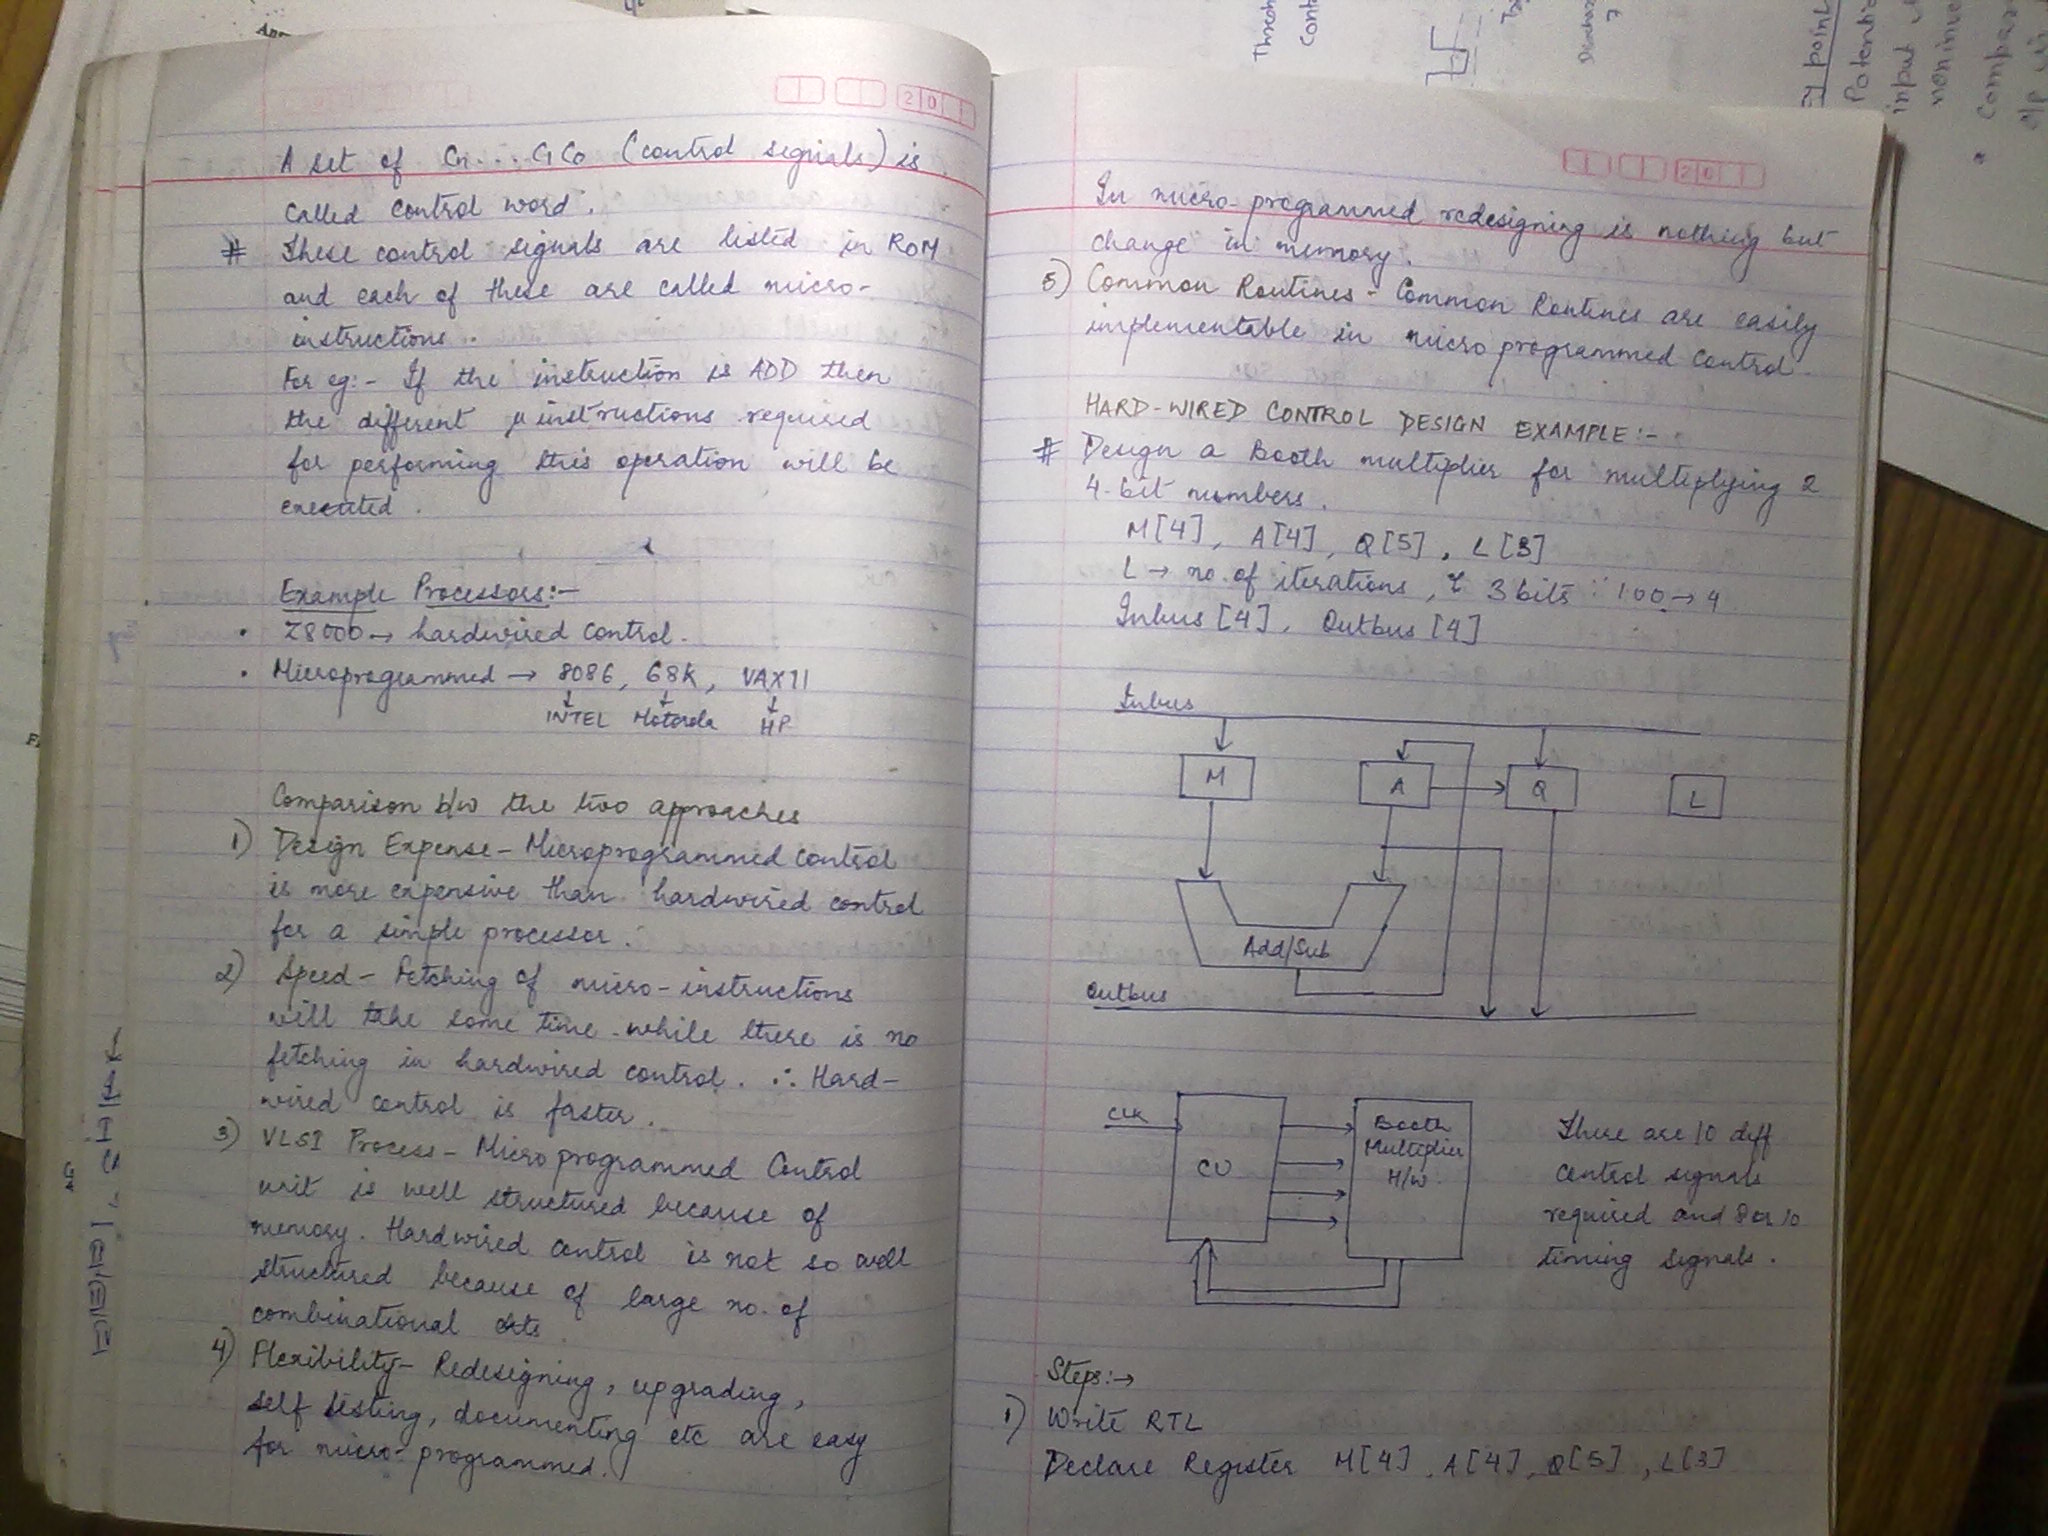 A set of Cn....C1C0 (control signals) is
called control word.
# These control signals are listed in ROM
and each of these are called micro-
instructions.
For eg:- If the instruction is ADD then
the different μ instructions required
for performing this operation will be
executed.
Example Processors:-
• Z8000 → hardwired control.
• Microprogrammed → 8086, 68K, VAX11
↓ ↓ ↓
INTEL Motorola HP
Comparison b/w the two approaches
1) Design Expense - Microprogrammed control
is more expensive than hardwired control
for a simple processor.
2) Speed - Fetching of micro-instructions
will take some time while there is no
fetching in hardwired control. ∴ Hard-
wired control is faster.
3) VLSI Process - Microprogrammed Control
unit is well structured because of
memory. Hardwired control is not so well
structured because of large no. of
combinational ckts
4) Flexibility - Redesigning, upgrading,
self testing, documenting etc are easy
for micro-programmed.
In micro-programmed redesigning is nothing but
change in memory.
5) Common Routines - Common Routines are easily
implementable in micro programmed control.
HARD-WIRED CONTROL DESIGN EXAMPLE:-
# Design a Booth multiplier for multiplying 2
4-bit numbers.
M[4], A[4], Q[5], L[3]
L → no. of iterations, 3 bits ∵ 100 → 4
Inbus [4], Outbus [4]
Inbus
M A Q L
Add/Sub
Outbus
CLK
CU
Booth
Multiplier
H/W
There are 10 diff
control signals
required and 8 or 10
timing signals.
Steps:→
1) Write RTL
Declare Register M[4], A[4], Q[5], L[3]
20
20
Potentia
input
noninve
• Compar